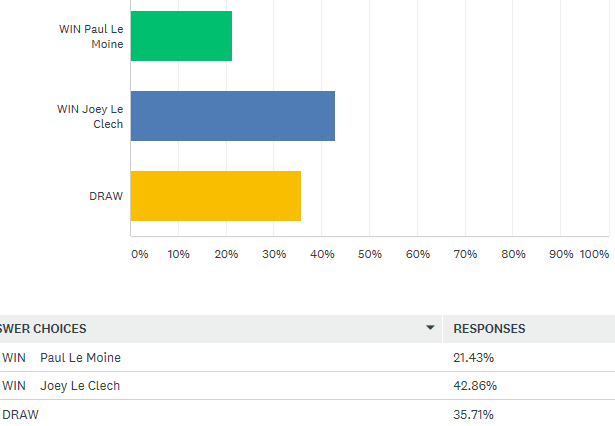 WIN Paul Le
Moine
WIN Joey Le
Clech
DRAW
0% 10% 20% 30% 40% 50% 60% 70% 80% 90% 100%
SWER CHOICES RESPONSES
WIN Paul Le Moine 21.43%
WIN Joey Le Clech 42.86%
DRAW 35.71%